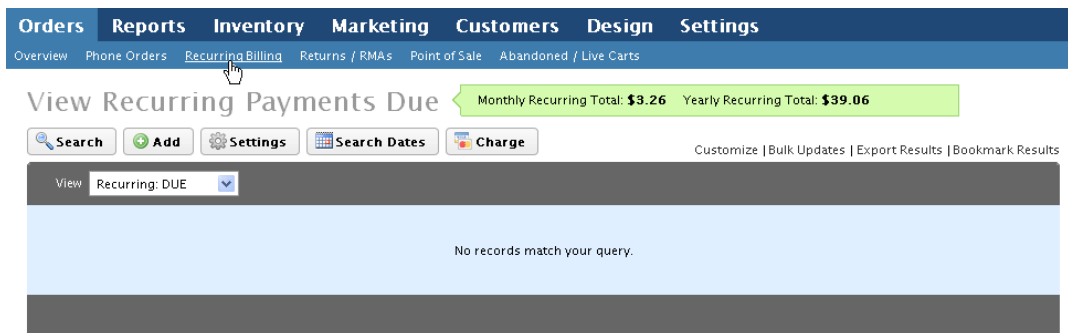 Orders Reports Inventory Marketing Customers Design Settings
Overview Phone Orders Recurring Billing Returns / RMAs Point of Sale Abandoned / Live Carts
View Recurring Payments Due Monthly Recurring Total: $3.26 Yearly Recurring Total: $39.06
Search Add Settings Search Dates Charge
Customize | Bulk Updates | Export Results | Bookmark Results
View Recurring: DUE
No records match your query.